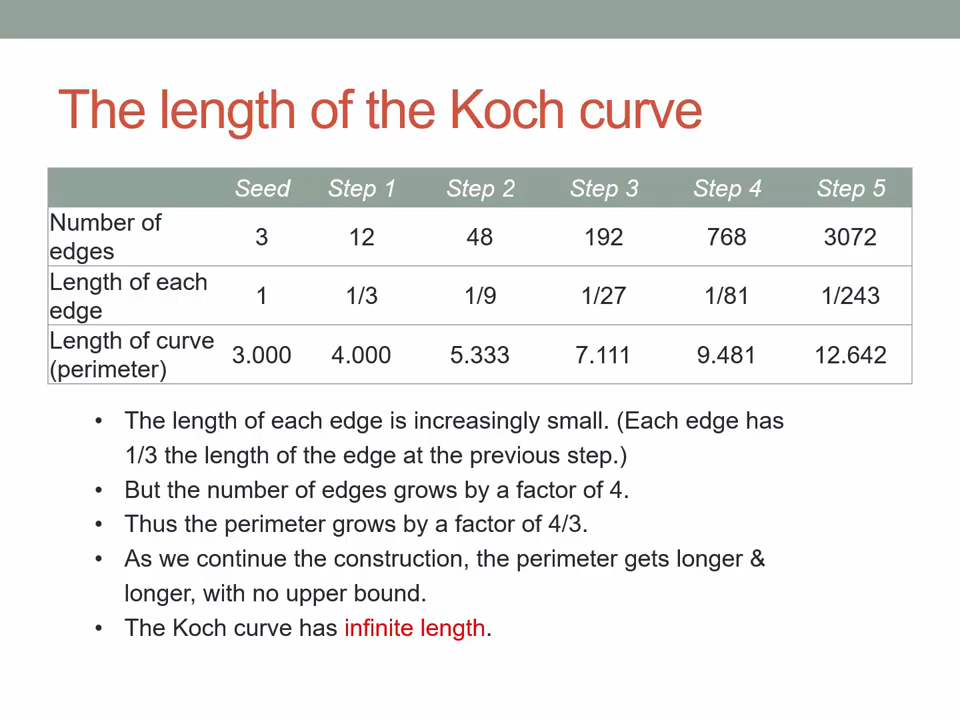 The length of the Koch curve
Seed Step 1 Step 2 Step 3 Step 4 Step 5
Number of edges 3 12 48 192 768 3072
Length of each edge 1 1/3 1/9 1/27 1/81 1/243
Length of curve (perimeter) 3.000 4.000 5.333 7.111 9.481 12.642
• The length of each edge is increasingly small. (Each edge has
1/3 the length of the edge at the previous step.)
• But the number of edges grows by a factor of 4.
• Thus the perimeter grows by a factor of 4/3.
• As we continue the construction, the perimeter gets longer &
longer, with no upper bound.
• The Koch curve has infinite length.